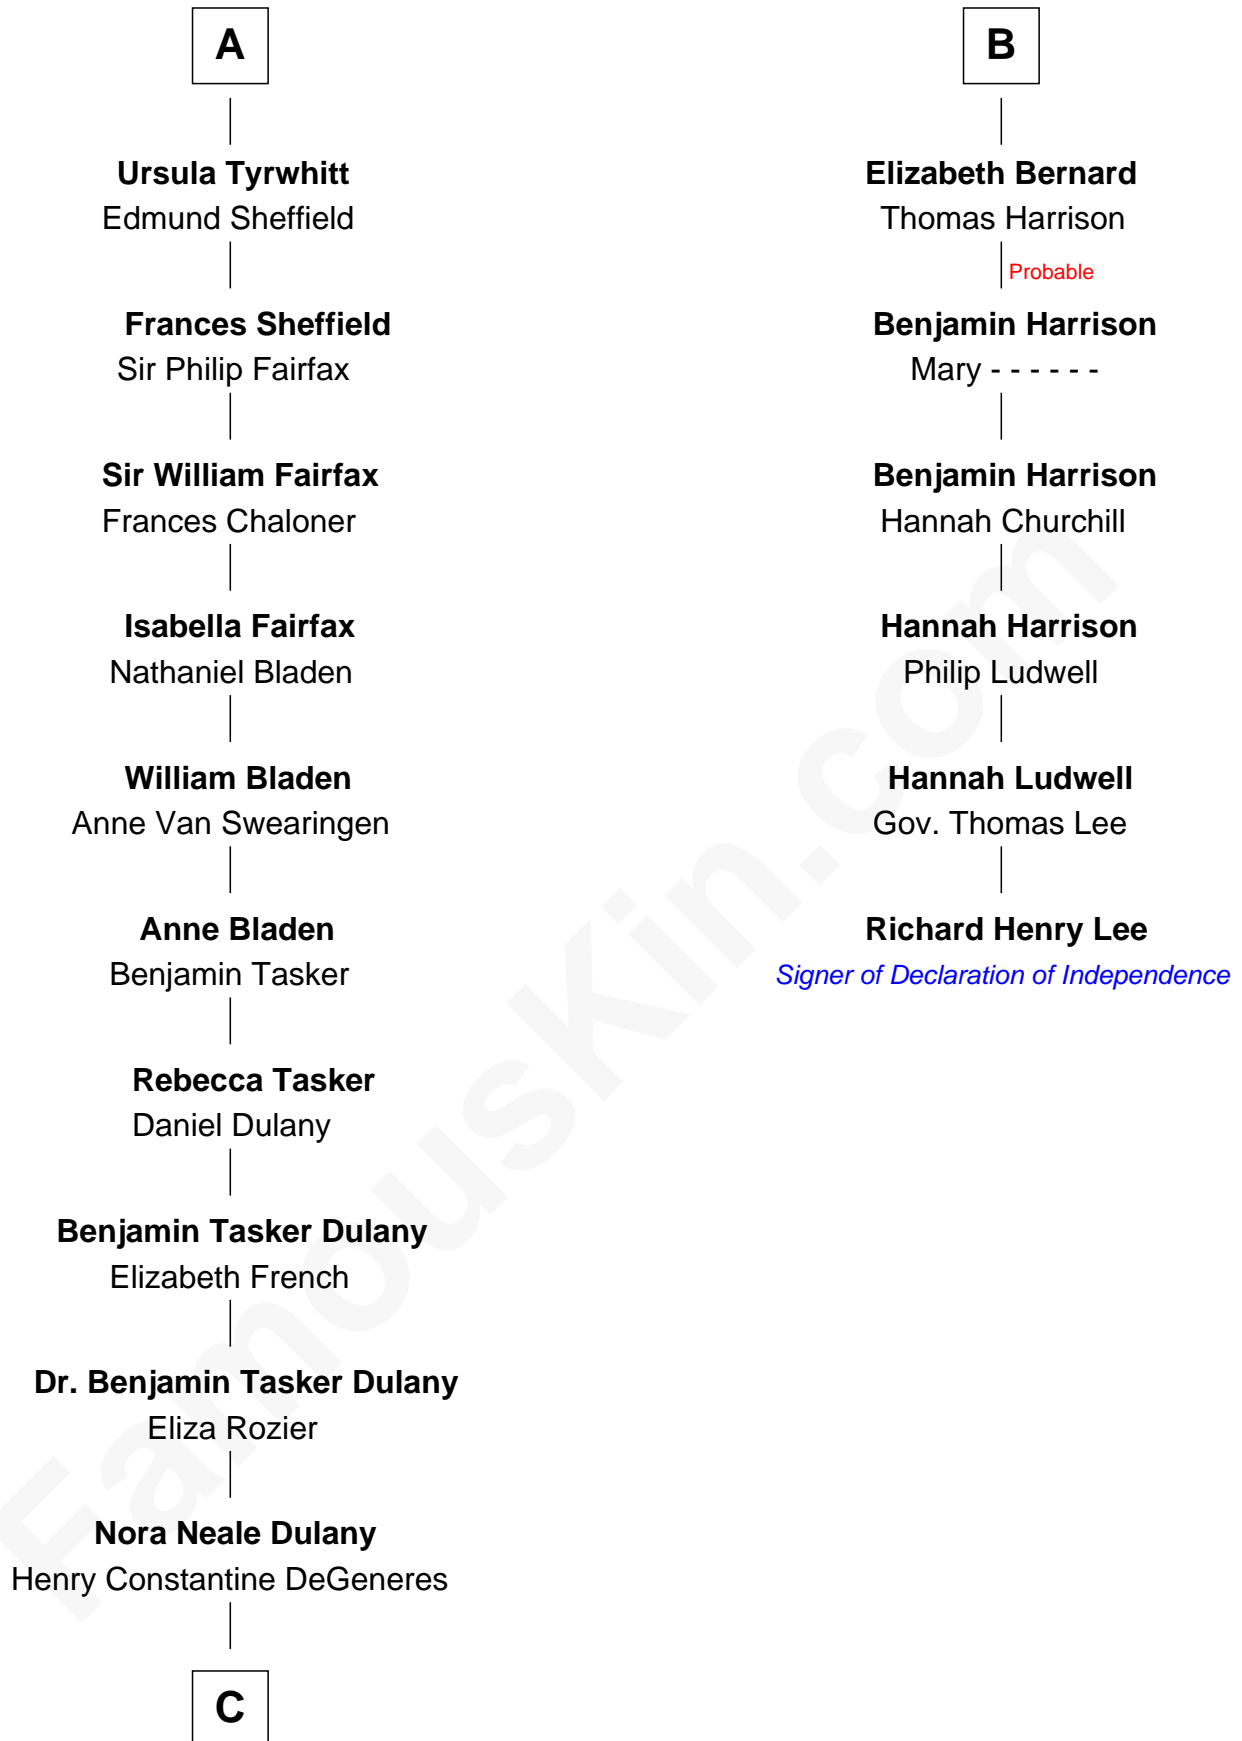 A
Ursula Tyrwhitt
Edmund Sheffield
Frances Sheffield
Sir Philip Fairfax
Sir William Fairfax
Frances Chaloner
Isabella Fairfax
Nathaniel Bladen
William Bladen
Anne Van Swearingen
Anne Bladen
Benjamin Tasker
Rebecca Tasker
Daniel Dulany
Benjamin Tasker Dulany
Elizabeth French
Dr. Benjamin Tasker Dulany
Eliza Rozier
Nora Neale Dulany
Henry Constantine DeGeneres
C
B
Elizabeth Bernard
Thomas Harrison
Probable
Benjamin Harrison
Mary - - - - - -
Benjamin Harrison
Hannah Churchill
Hannah Harrison
Philip Ludwell
Hannah Ludwell
Gov. Thomas Lee
Richard Henry Lee
Signer of Declaration of Independence
FamousKin.com